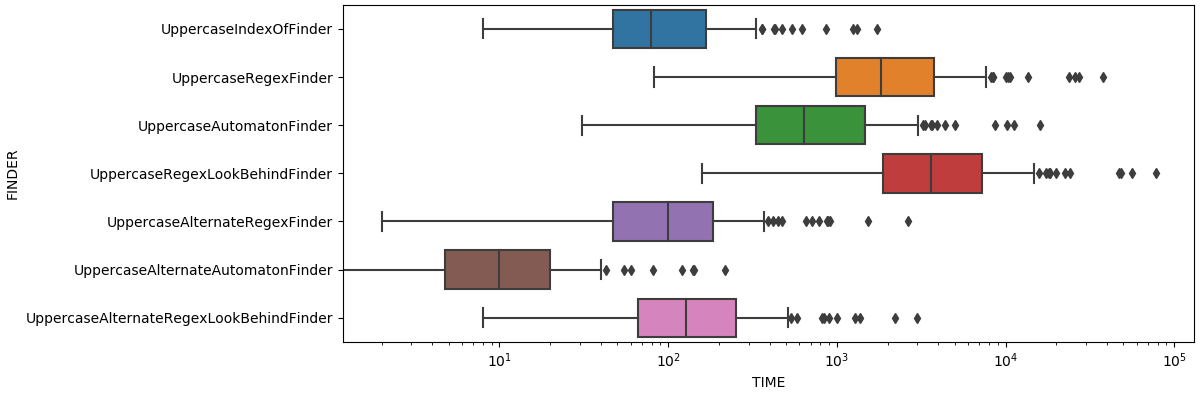 FINDER
UppercaseIndexOfFinder
UppercaseRegexFinder
UppercaseAutomatonFinder
UppercaseRegexLookBehindFinder
UppercaseAlternateRegexFinder
UppercaseAlternateAutomatonFinder
UppercaseAlternateRegexLookBehindFinder
10¹ 10² 10³ 10⁴ 10⁵
TIME